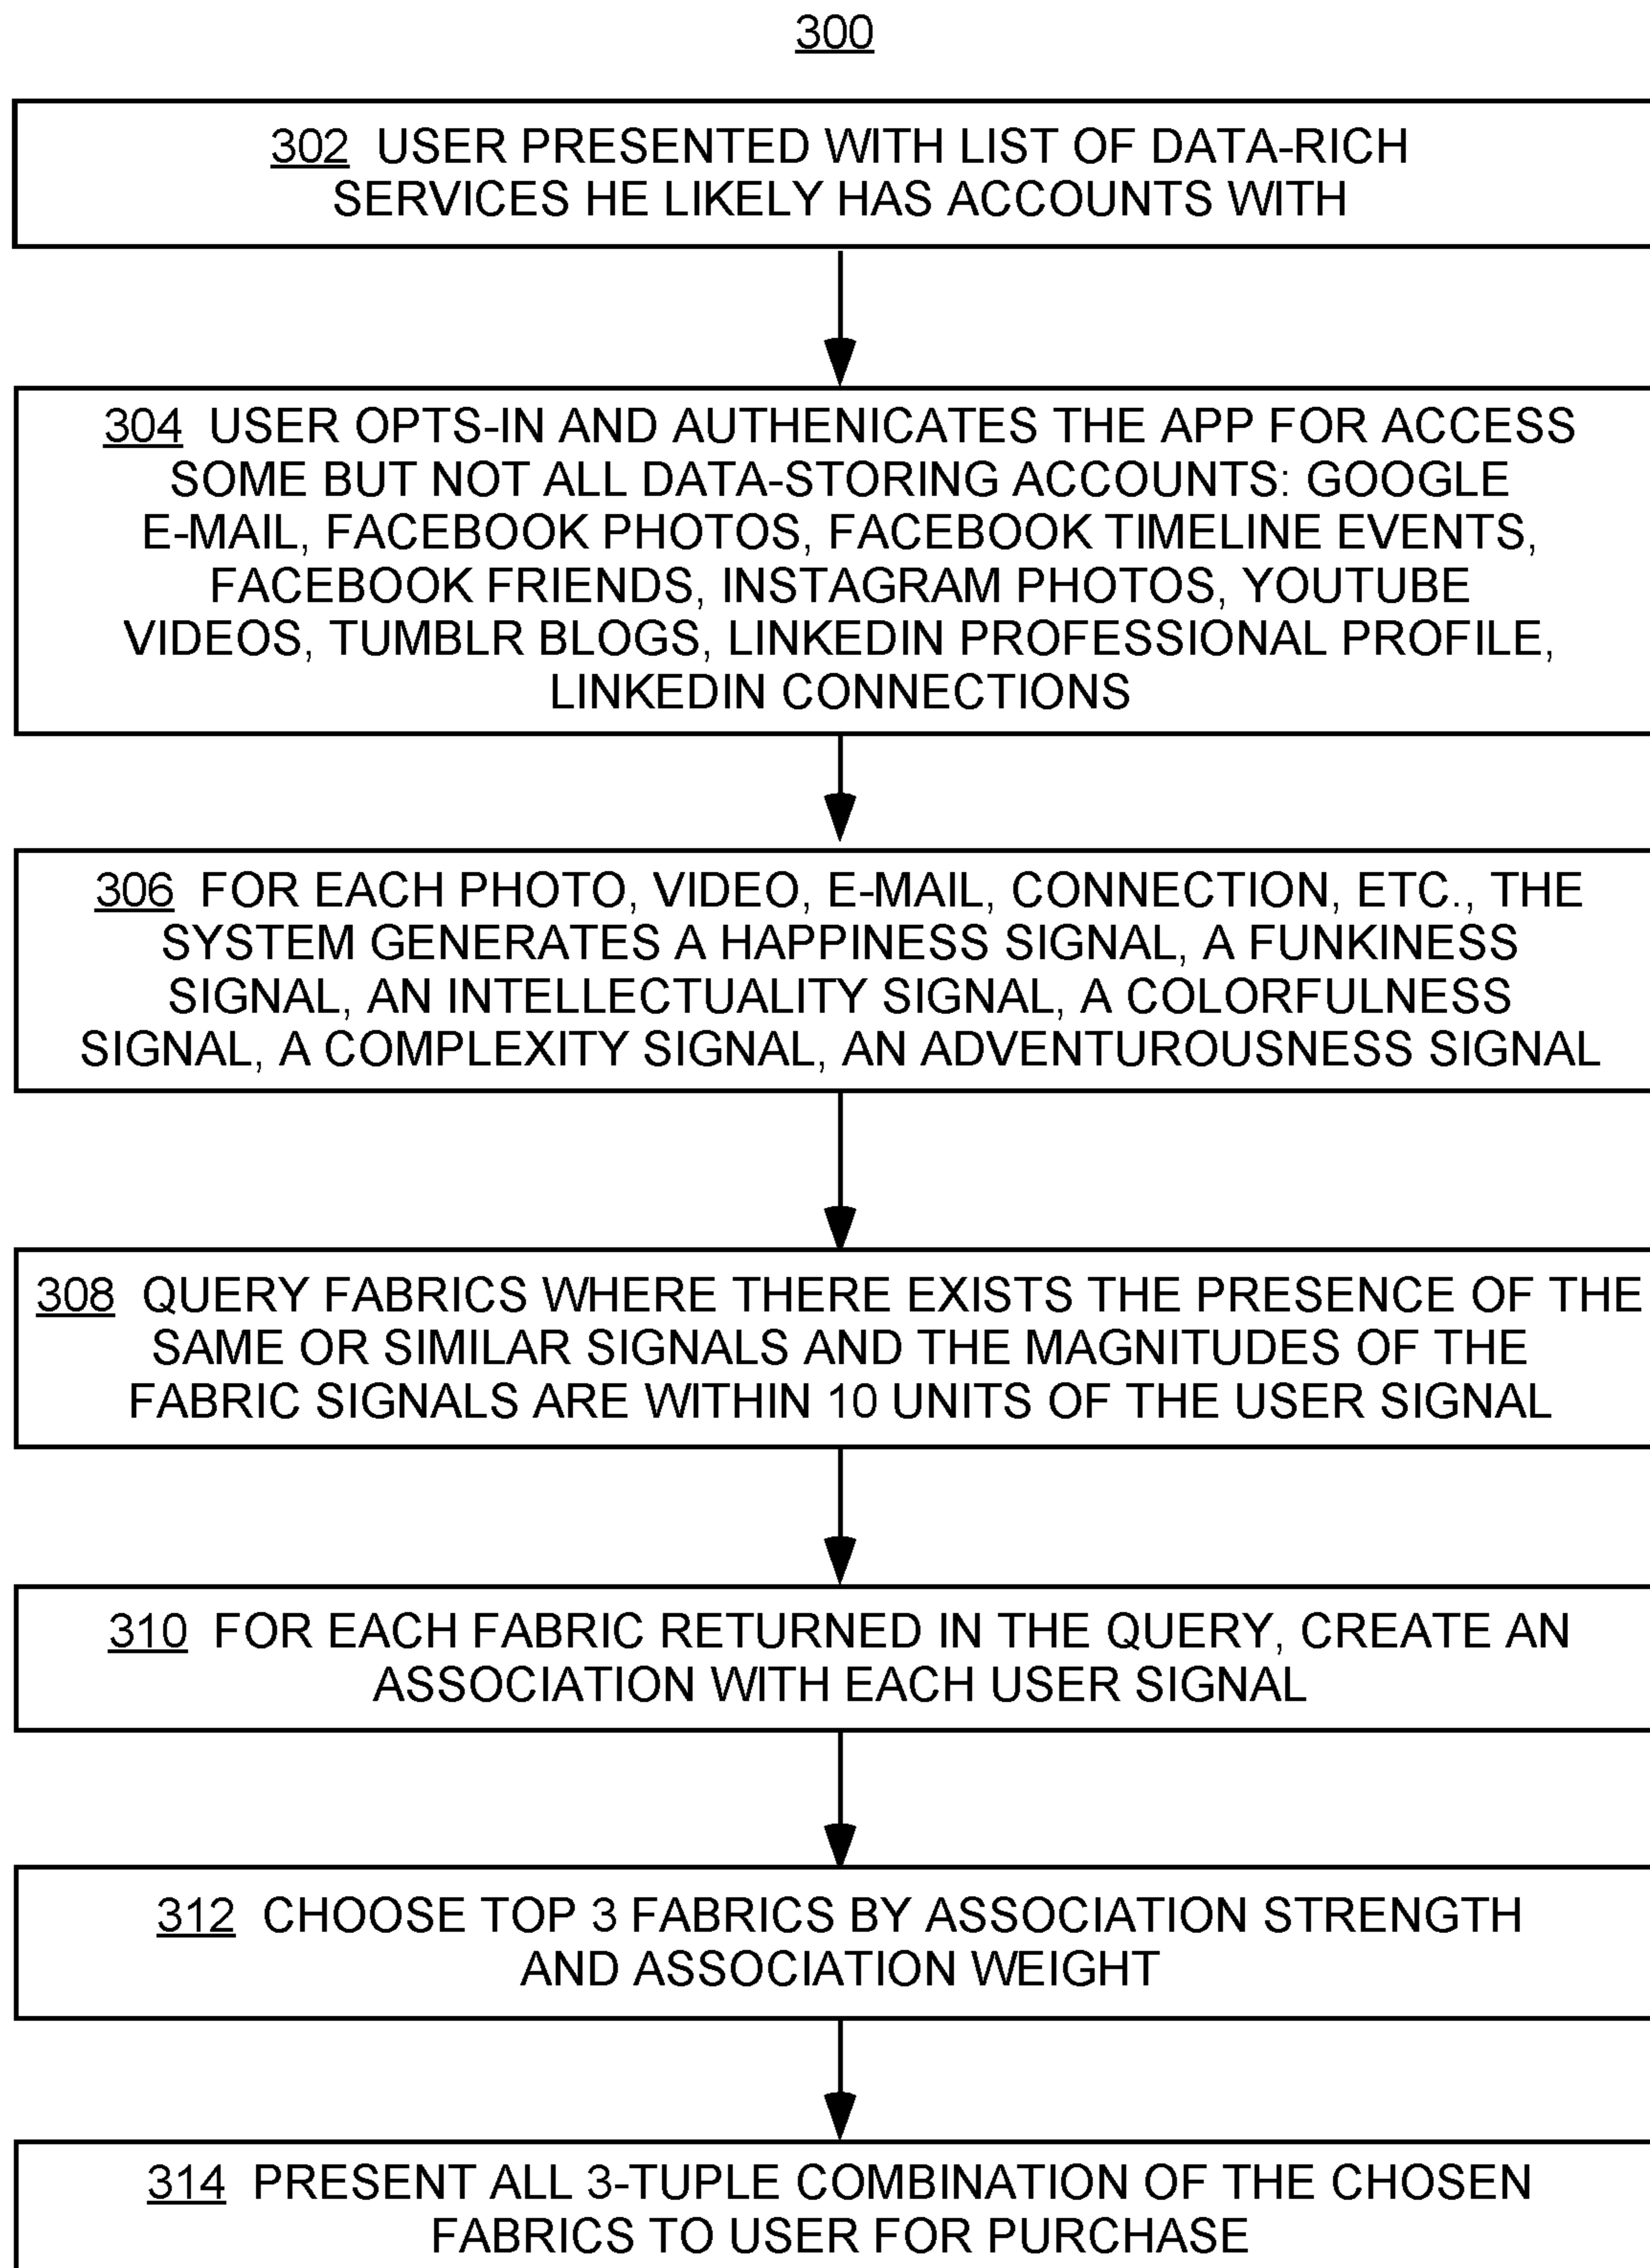 300
302 USER PRESENTED WITH LIST OF DATA-RICH
SERVICES HE LIKELY HAS ACCOUNTS WITH
304 USER OPTS-IN AND AUTHENICATES THE APP FOR ACCESS
SOME BUT NOT ALL DATA-STORING ACCOUNTS: GOOGLE
E-MAIL, FACEBOOK PHOTOS, FACEBOOK TIMELINE EVENTS,
FACEBOOK FRIENDS, INSTAGRAM PHOTOS, YOUTUBE
VIDEOS, TUMBLR BLOGS, LINKEDIN PROFESSIONAL PROFILE,
LINKEDIN CONNECTIONS
306 FOR EACH PHOTO, VIDEO, E-MAIL, CONNECTION, ETC., THE
SYSTEM GENERATES A HAPPINESS SIGNAL, A FUNKINESS
SIGNAL, AN INTELLECTUALITY SIGNAL, A COLORFULNESS
SIGNAL, A COMPLEXITY SIGNAL, AN ADVENTUROUSNESS SIGNAL
308 QUERY FABRICS WHERE THERE EXISTS THE PRESENCE OF THE
SAME OR SIMILAR SIGNALS AND THE MAGNITUDES OF THE
FABRIC SIGNALS ARE WITHIN 10 UNITS OF THE USER SIGNAL
310 FOR EACH FABRIC RETURNED IN THE QUERY, CREATE AN
ASSOCIATION WITH EACH USER SIGNAL
312 CHOOSE TOP 3 FABRICS BY ASSOCIATION STRENGTH
AND ASSOCIATION WEIGHT
314 PRESENT ALL 3-TUPLE COMBINATION OF THE CHOSEN
FABRICS TO USER FOR PURCHASE